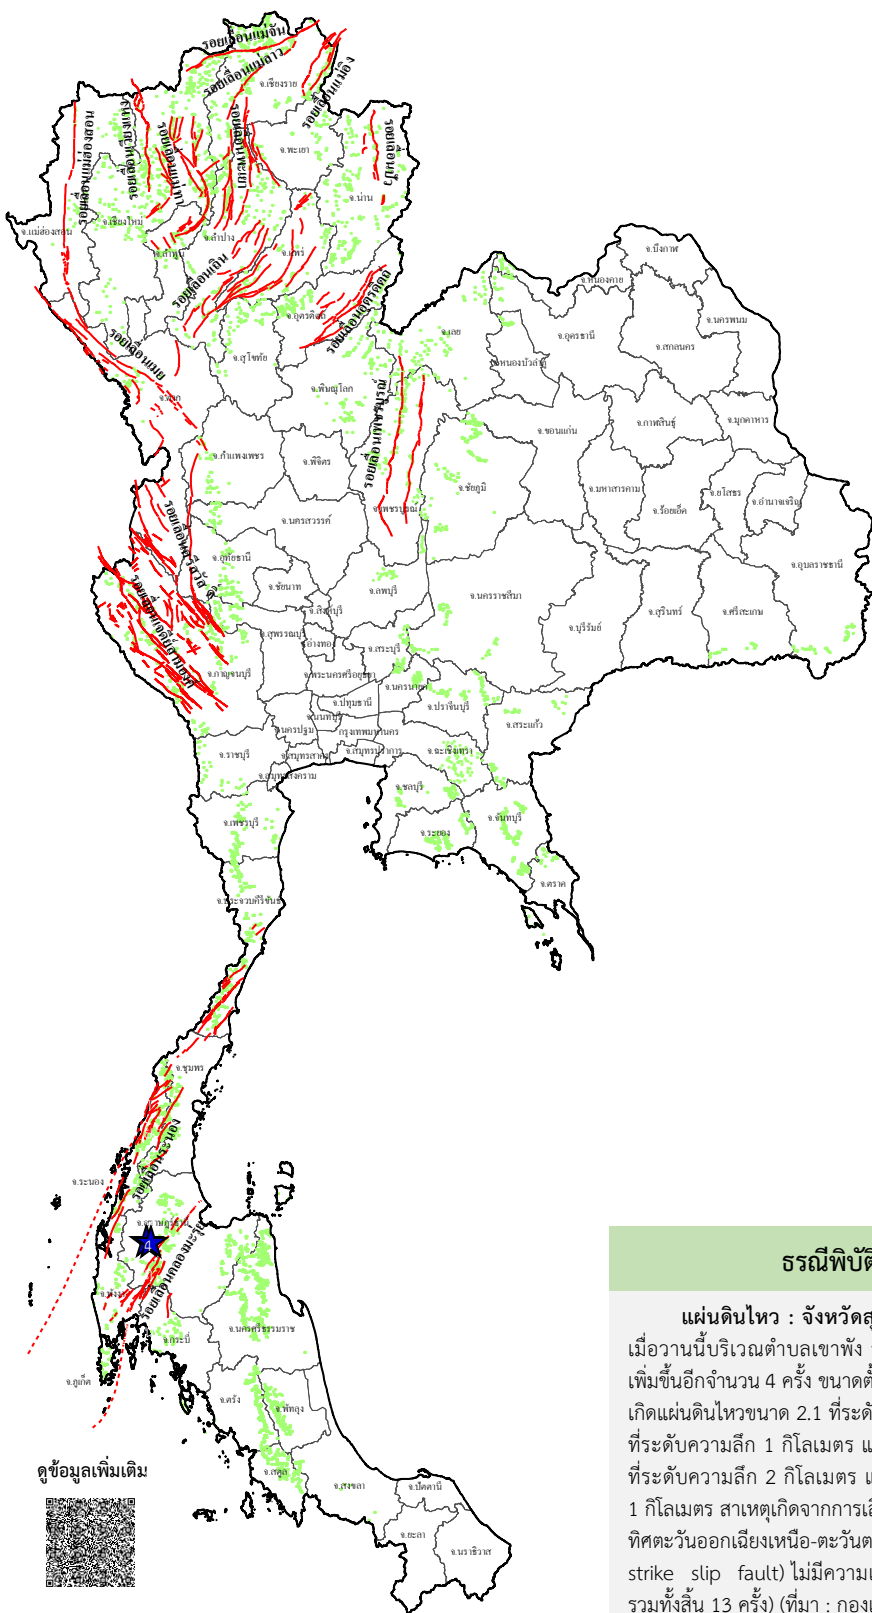 รอยเลื่อนแม่จัน
รอยเลื่อนแม่ลาว
จ.เชียงราย
รอยเลื่อนแม่อิง
รอยเลื่อนแม่ฮ่องสอน
รอยเลื่อนเวียงแหง
รอยเลื่อนแม่ทา
รอยเลื่อนพะเยา
จ.พะเยา
รอยเลื่อนปัว
จ.น่าน
จ.แม่ฮ่องสอน
จ.เชียงใหม่
จ.ลำพูน
จ.ลำปาง
จ.แพร่
รอยเลื่อนเถิน
จ.อุตรดิตถ์
รอยเลื่อนอุตรดิตถ์
รอยเลื่อนเมย
จ.ตาก
จ.สุโขทัย
จ.พิษณุโลก
รอยเลื่อนเพชรบูรณ์
จ.เลย
จ.หนองบัวลำภู
จ.อุดรธานี
จ.หนองคาย
จ.บึงกาฬ
จ.นครพนม
จ.สกลนคร
จ.กำแพงเพชร
จ.พิจิตร
จ.เพชรบูรณ์
จ.ชัยภูมิ
จ.ขอนแก่น
จ.กาฬสินธุ์
จ.มุกดาหาร
จ.มหาสารคาม
จ.ร้อยเอ็ด
จ.ยโสธร
จ.อำนาจเจริญ
จ.นครสวรรค์
รอยเลื่อนศรีสวัสดิ์
จ.อุทัยธานี
จ.ชัยนาท
จ.ลพบุรี
จ.นครราชสีมา
จ.บุรีรัมย์
จ.สุรินทร์
จ.ศรีสะเกษ
จ.อุบลราชธานี
รอยเลื่อนเจดีย์สามองค์
จ.สิงห์บุรี
จ.สุพรรณบุรี
จ.อ่างทอง
จ.สระบุรี
จ.กาญจนบุรี
จ.พระนครศรีอยุธยา
จ.นครนายก
จ.ปทุมธานี
จ.ปราจีนบุรี
จ.นนทบุรี
จ.นครปฐม
กรุงเทพมหานคร
จ.สระแก้ว
จ.ราชบุรี
จ.สมุทรสาคร
จ.สมุทรปราการ
จ.ฉะเชิงเทรา
จ.สมุทรสงคราม
จ.ชลบุรี
จ.เพชรบุรี
จ.ระยอง
จ.จันทบุรี
จ.ตราด
จ.ประจวบคีรีขันธ์
จ.ชุมพร
รอยเลื่อนระนอง
จ.ระนอง
จ.สุราษฎร์ธานี
4
รอยเลื่อนคลองมะรุ่ย
จ.พังงา
จ.กระบี่
จ.นครศรีธรรมราช
จ.ภูเก็ต
จ.ตรัง
จ.พัทลุง
จ.สตูล
จ.สงขลา
จ.ปัตตานี
จ.ยะลา
จ.นราธิวาส
ดูข้อมูลเพิ่มเติม
ธรณีพิบัติ
แผ่นดินไหว : จังหวัดสุ
เมื่อวานนี้บริเวณตำบลเขาพัง
เพิ่มขึ้นอีกจำนวน 4 ครั้ง ขนาดตั้
เกิดแผ่นดินไหวขนาด 2.1 ที่ระดั
ที่ระดับความลึก 1 กิโลเมตร แ
ที่ระดับความลึก 2 กิโลเมตร แ
1 กิโลเมตร สาเหตุเกิดจากการเลื
ทิศตะวันออกเฉียงเหนือ-ตะวันต
strike slip fault) ไม่มีความเ
รวมทั้งสิ้น 13 ครั้ง) (ที่มา : กองเ